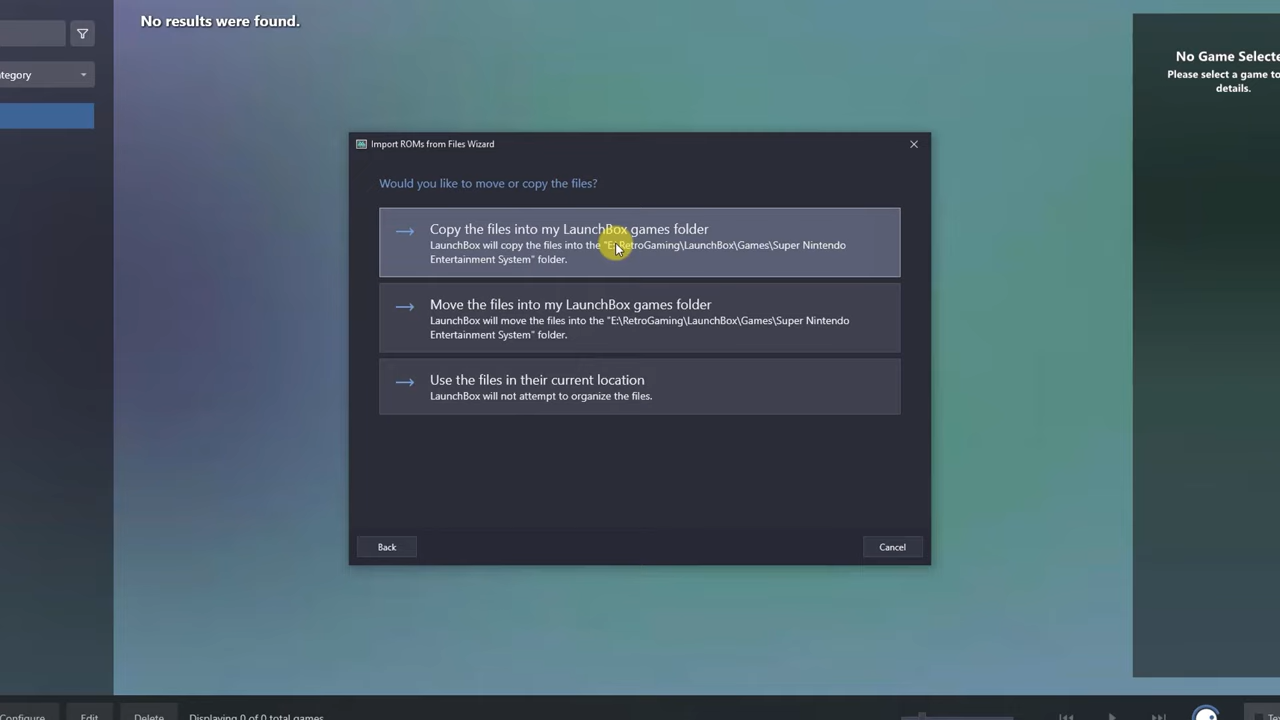 No results were found.
ategory
No Game Selecte
Please select a game to
details.
Import ROMs from Files Wizard
Would you like to move or copy the files?
Copy the files into my LaunchBox games folder
LaunchBox will copy the files into the "E:\RetroGaming\LaunchBox\Games\Super Nintendo
Entertainment System" folder.
Move the files into my LaunchBox games folder
LaunchBox will move the files into the "E:\RetroGaming\LaunchBox\Games\Super Nintendo
Entertainment System" folder.
Use the files in their current location
LaunchBox will not attempt to organize the files.
Back
Cancel
Configure
Edit
Delete
Displaying 0 of 0 total games